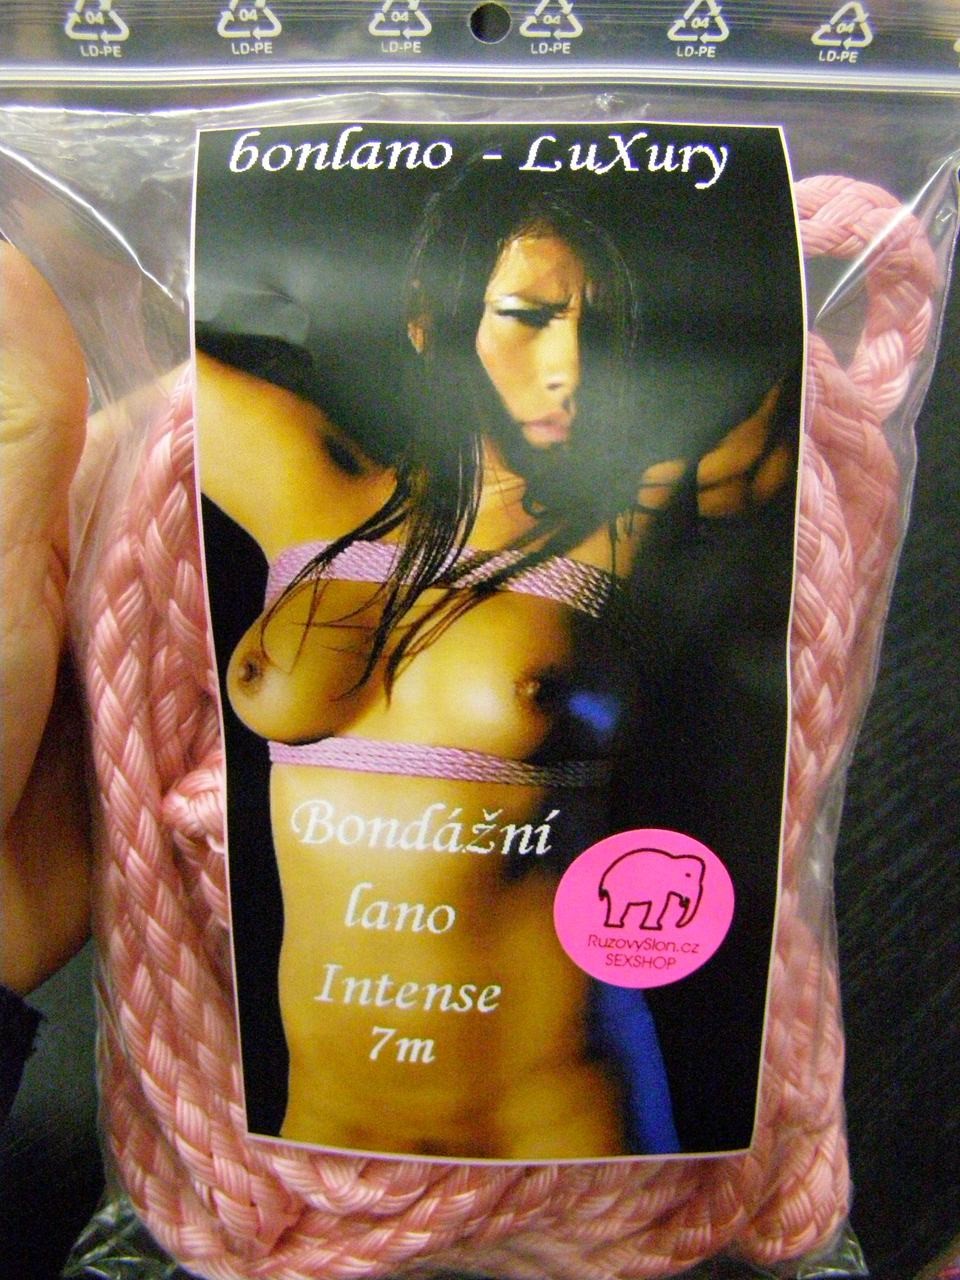 04 04 04 04 04 04
LD-PE LD-PE LD-PE LD-PE LD-PE LD-PE
bonlano - LuXury
Bondážní
lano
Intense
7m
RuzovySlon.cz
SEXSHOP